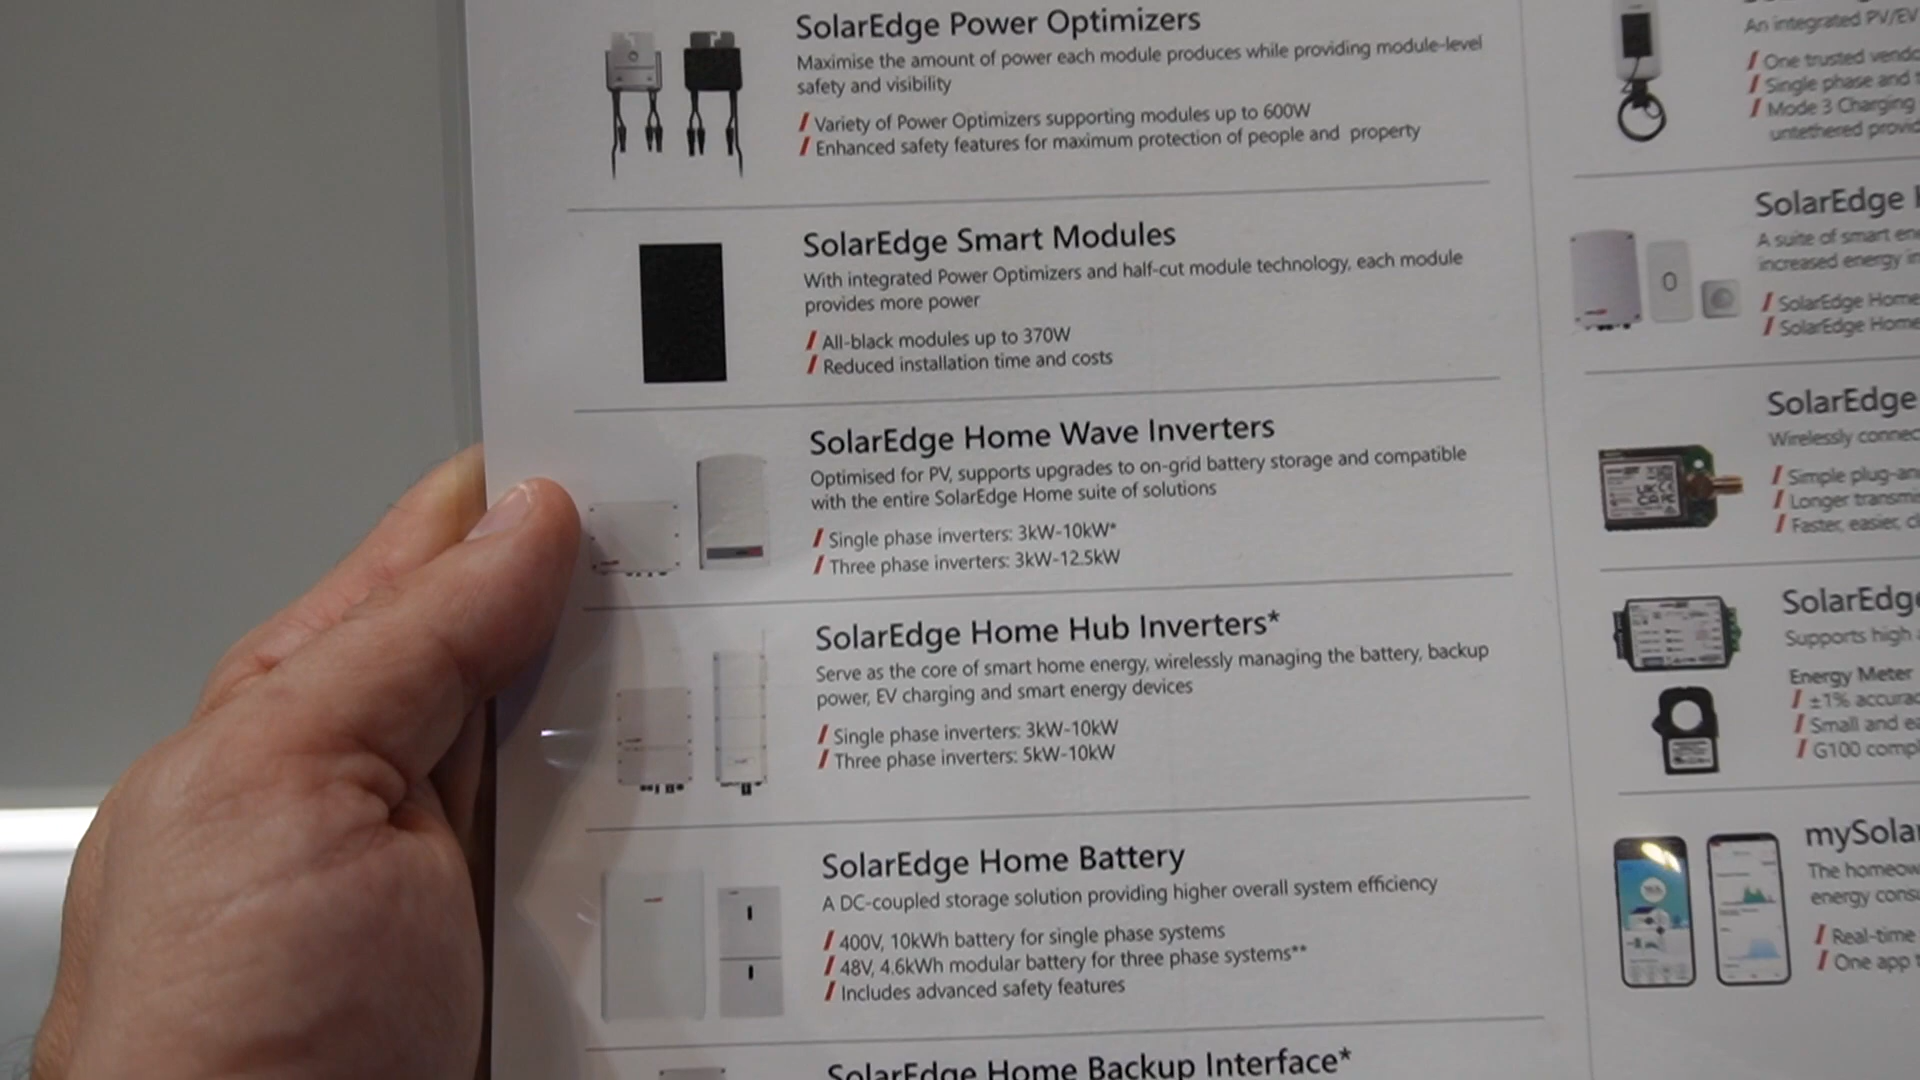 SolarEdge Power Optimizers
Maximise the amount of power each module produces while providing module-level
safety and visibility
/ Variety of Power Optimizers supporting modules up to 600W
/ Enhanced safety features for maximum protection of people and property
SolarEdge Smart Modules
With integrated Power Optimizers and half-cut module technology, each module
provides more power
/ All-black modules up to 370W
/ Reduced installation time and costs
SolarEdge Home Wave Inverters
Optimised for PV, supports upgrades to on-grid battery storage and compatible
with the entire SolarEdge Home suite of solutions
/ Single phase inverters: 3kW-10kW*
/ Three phase inverters: 3kW-12.5kW
SolarEdge Home Hub Inverters*
Serve as the core of smart home energy, wirelessly managing the battery, backup
power, EV charging and smart energy devices
/ Single phase inverters: 3kW-10kW
/ Three phase inverters: 5kW-10kW
SolarEdge Home Battery
A DC-coupled storage solution providing higher overall system efficiency
/ 400V, 10kWh battery for single phase systems
/ 48V, 4.6kWh modular battery for three phase systems**
/ Includes advanced safety features
SolarEdge Home Backup Interface*
An integrated PV/EV
/ One trusted
/ Single phase and
/ Mode 3 Charging
untethered
SolarEdge
A suite of smart
increased energy
/ SolarEdge Home
/ SolarEdge Home
SolarEdge
Wirelessly
/ Simple
/ Longer
/ Faster, easier,
Supports high
Energy Meter
/ ±1%
/ Small and
/ G100
The
energy
/ Real-time
/ One app